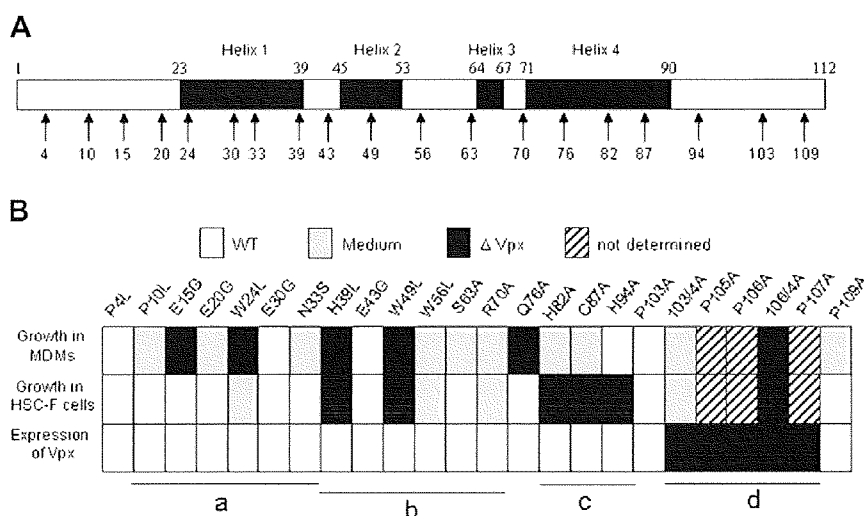 A
Helix 1 Helix 2 Helix 3 Helix 4
1 23 39 45 53 64 67 71 90 112
4 10 15 20 24 30 33 39 43 49 56 63 70 76 82 87 94 103 109
B
WT Medium Δ Vpx not determined
P4L P10L E15G E20G W24L E30G N33S H39L E43G W49L W56L S63A R70A Q76A H82A C87A H94A P103A 103/4A P105A P106A 106/4A P107A P109A
Growth in
MDMs
Growth in
HSC-F cells
Expression
of Vpx
a b c d